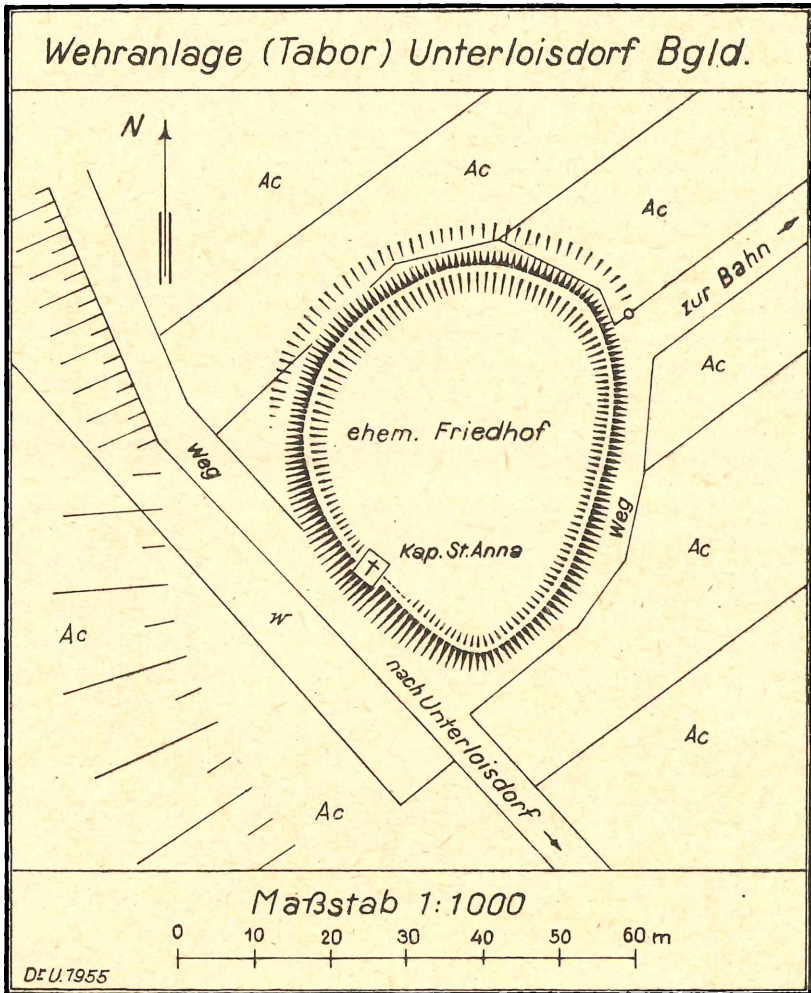 Wehranlage (Tabor) Unterloisdorf Bgld.
N
Ac
Ac
Ac
zur Bahn
Ac
ehem. Friedhof
Weg
Weg
Kap. St. Anna
Ac
Ac
w
nach Unterloisdorf
Ac
Ac
Maßstab 1:1000
0 10 20 30 40 50 60 m
Dr U. 1955